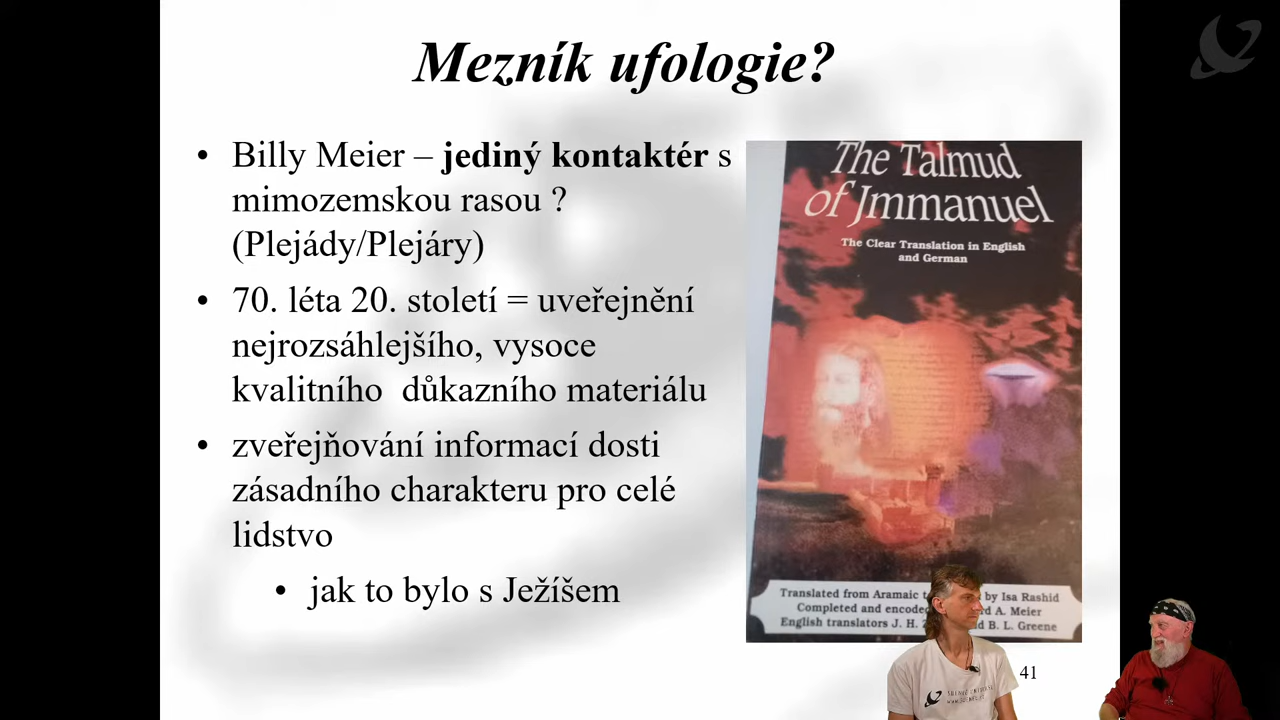 Mezník ufologie?
• Billy Meier – jediný kontaktér s
mimozemskou rasou ?
(Plejády/Plejáry)
• 70. léta 20. století = uveřejnění
nejrozsáhlejšího, vysoce
kvalitního důkazního materiálu
• zveřejňování informací dosti
zásadního charakteru pro celé
lidstvo
• jak to bylo s Ježíšem
The Talmud
of Jmmanuel
The Clear Translation in English
and German
Translated from Aramaic by Isa Rashid
Completed and A. Meier
English translators J. H. B. L. Greene
41